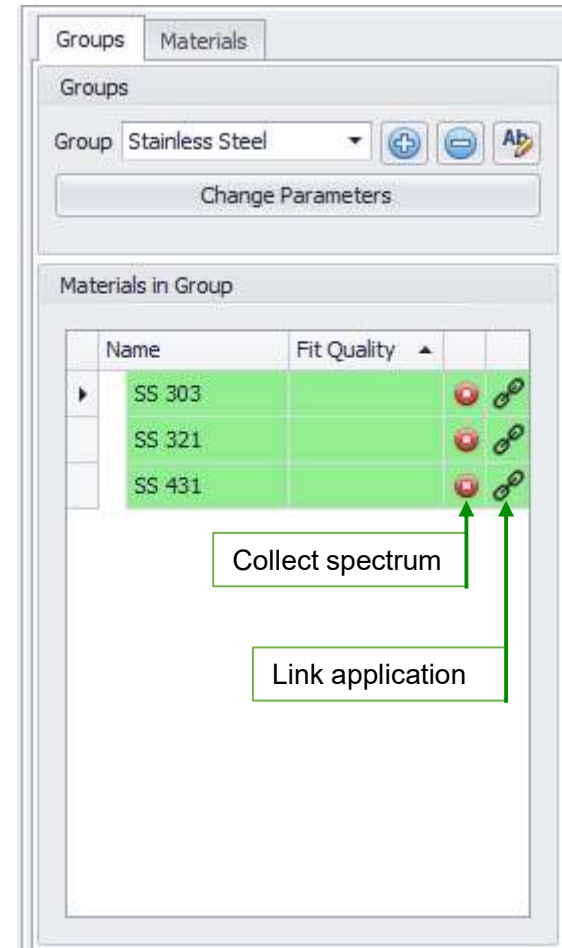 Groups Materials
Groups
Group Stainless Steel Ab
Change Parameters
Materials in Group
Name Fit Quality
SS 303
SS 321
SS 431
Collect spectrum
Link application